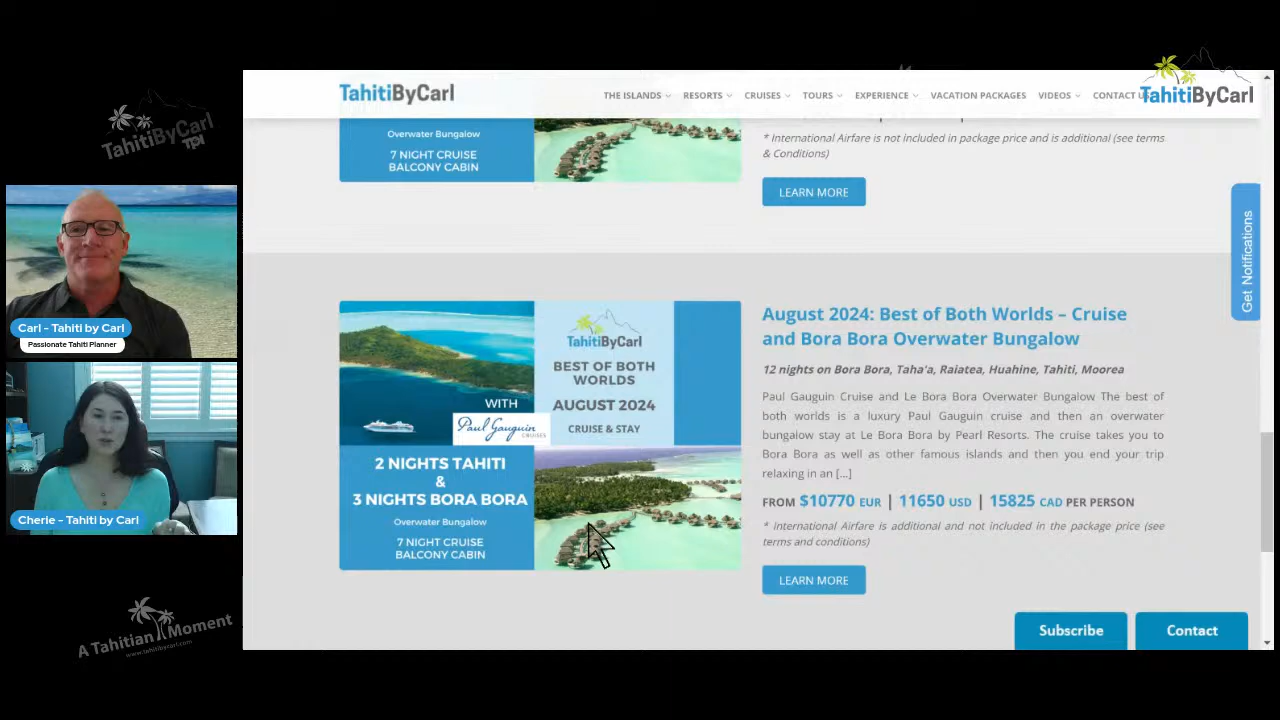 TahitiByCarl
TPI
Carl - Tahiti by Carl
Passionate Tahiti Planner
Cherie - Tahiti by Carl
A Tahitian Moment
www.tahitibycarl.com
TahitiByCarl
THE ISLANDS RESORTS CRUISES TOURS EXPERIENCE VACATION PACKAGES VIDEOS CONTACT US
TahitiByCarl
Overwater Bungalow
7 NIGHT CRUISE
BALCONY CABIN
* International Airfare is not included in package price and is additional (see terms
& Conditions)
LEARN MORE
Get Notifications
TahitiByCarl
BEST OF BOTH
WORLDS
AUGUST 2024
CRUISE & STAY
WITH
Paul Gauguin
CRUISES
2 NIGHTS TAHITI
&
3 NIGHTS BORA BORA
Overwater Bungalow
7 NIGHT CRUISE
BALCONY CABIN
August 2024: Best of Both Worlds – Cruise
and Bora Bora Overwater Bungalow
12 nights on Bora Bora, Taha'a, Raiatea, Huahine, Tahiti, Moorea
Paul Gauguin Cruise and Le Bora Bora Overwater Bungalow The best of
both worlds is a luxury Paul Gauguin cruise and then an overwater
bungalow stay at Le Bora Bora by Pearl Resorts. The cruise takes you to
Bora Bora as well as other famous islands and then you end your trip
relaxing in an [...]
FROM $10770 EUR | 11650 USD | 15825 CAD PER PERSON
* International Airfare is additional and not included in the package price (see
terms and conditions)
LEARN MORE
Subscribe
Contact